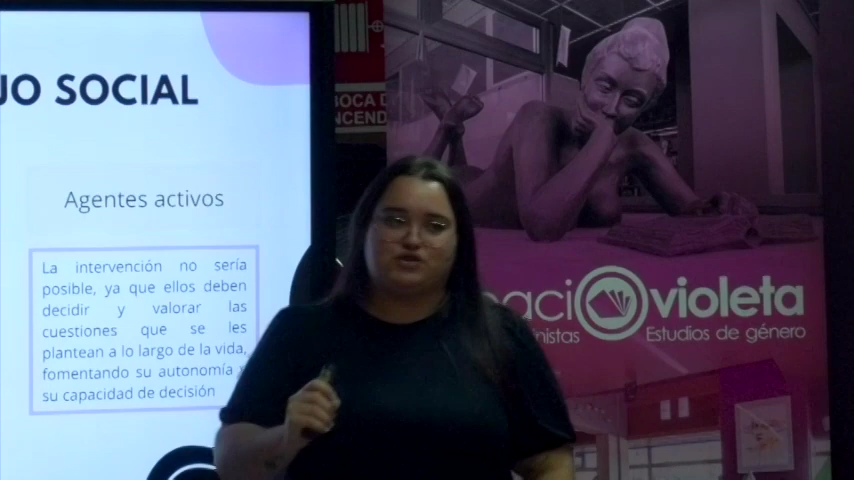 JO SOCIAL
Agentes activos
La intervención no sería
posible, ya que ellos deben
decidir y valorar las
cuestiones que se les
plantean a lo largo de la vida,
fomentando su autonomía y
su capacidad de decisión
BOCA D
NCEND
paci violeta
nistas Estudios de género